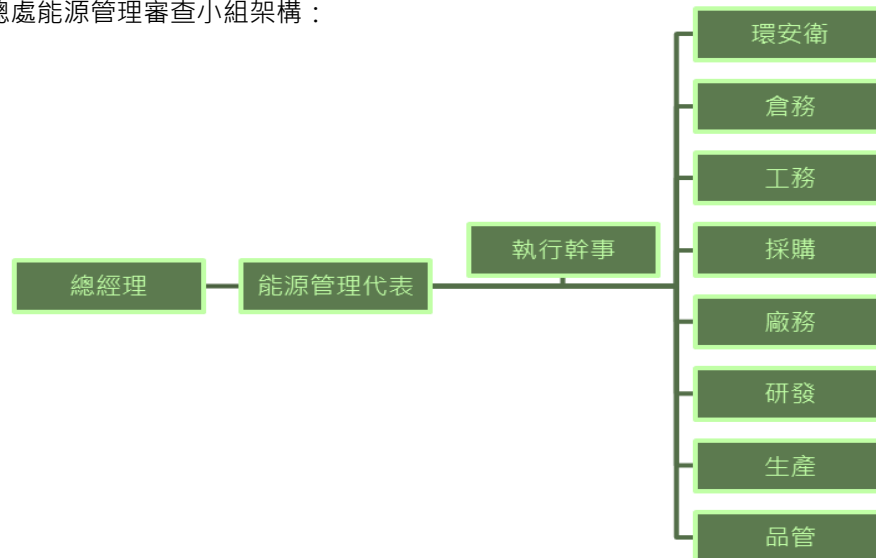 總處能源管理審查小組架構：
環安衛
倉務
工務
執行幹事
採購
總經理
能源管理代表
廠務
研發
生產
品管